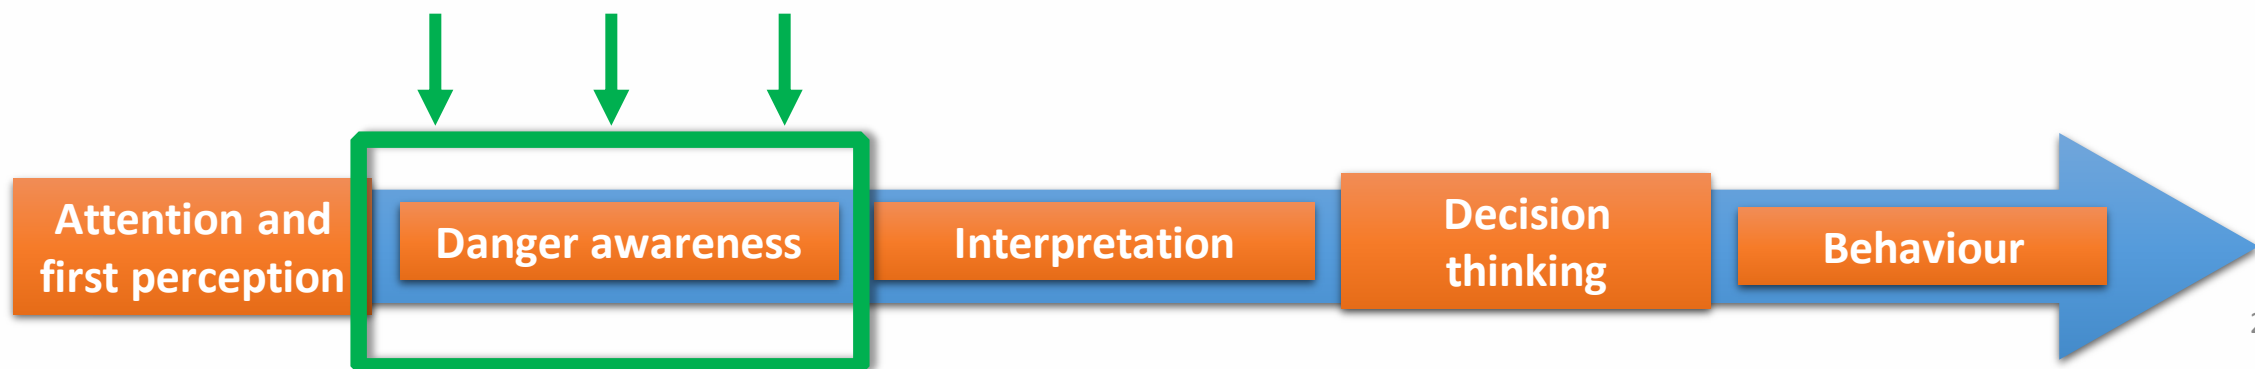 Attention and
first perception
Danger awareness
Interpretation
Decision
thinking
Behaviour